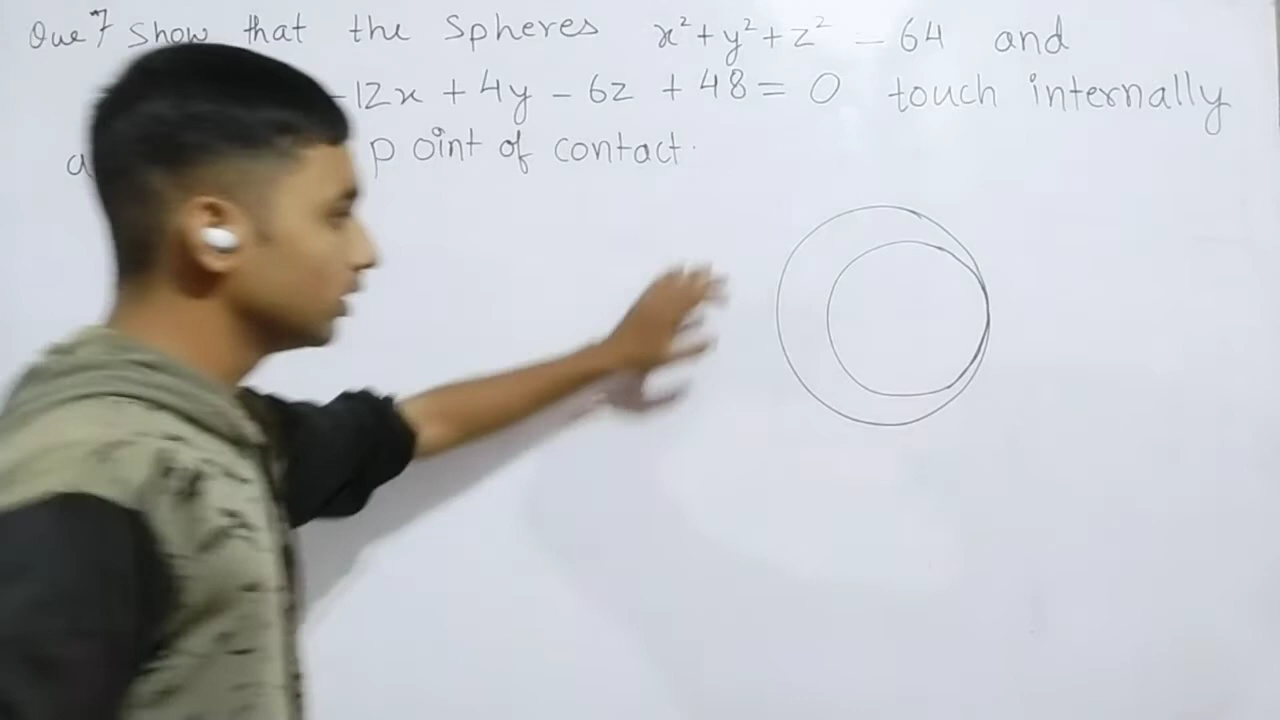 Que 7 Show that the Spheres x² + y² + z² - 64 and
-12x + 4y - 6z + 48 = 0 touch internally
a point of contact.